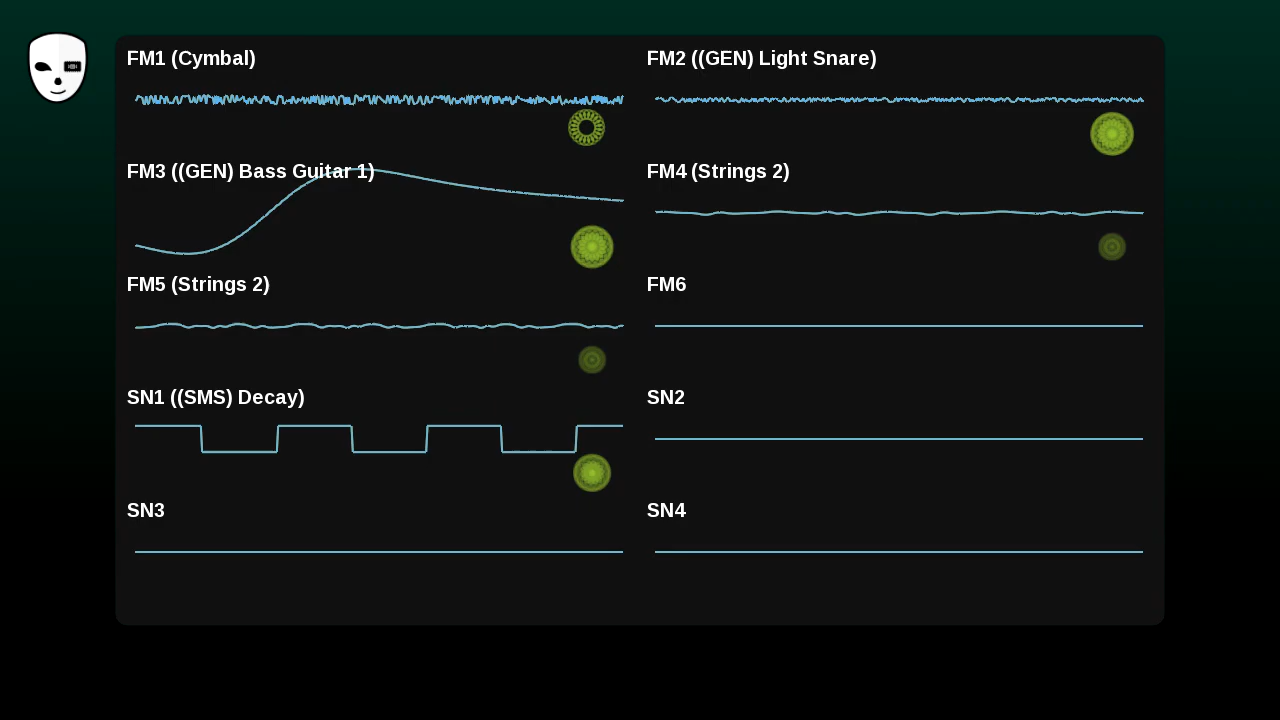 FM1 (Cymbal)
FM2 ((GEN) Light Snare)
FM3 ((GEN) Bass Guitar 1)
FM4 (Strings 2)
FM5 (Strings 2)
FM6
SN1 ((SMS) Decay)
SN2
SN3
SN4